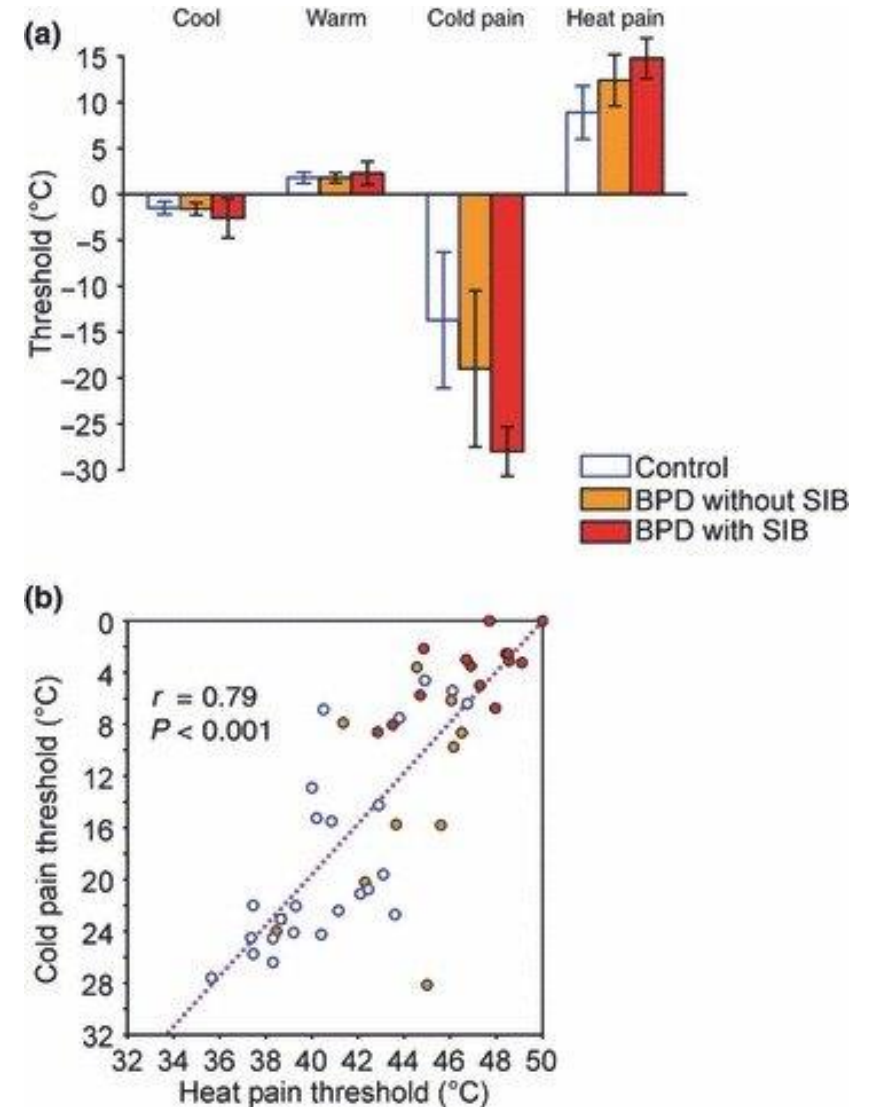 (a)
Cool Warm Cold pain Heat pain
15
10
5
0
−5
−10
−15
−20
−25
−30
Threshold (°C)
Control
BPD without SIB
BPD with SIB
(b)
0
4
8
12
16
20
24
28
32
Cold pain threshold (°C)
r = 0.79
P < 0.001
32 34 36 38 40 42 44 46 48 50
Heat pain threshold (°C)